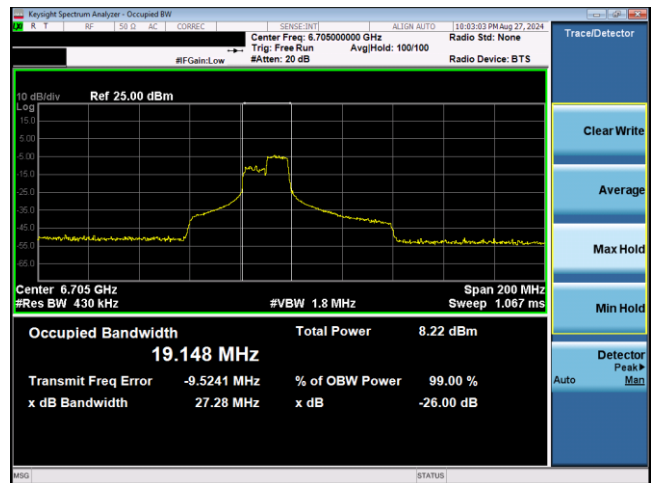 Keysight Spectrum Analyzer - Occupied BW
R T RF 50 Ω AC CORREC SENSE:INT ALIGN AUTO 10:03:03 PM Aug 27, 2024
Center Freq: 6.705000000 GHz Radio Std: None
Trig: Free Run Avg|Hold: 100/100
#IFGain:Low #Atten: 20 dB Radio Device: BTS
Trace/Detector
10 dB/div Ref 25.00 dBm
Log
15.0
5.00
-5.00
-15.0
-25.0
-35.0
-45.0
-55.0
-65.0
Center 6.705 GHz Span 200 MHz
#Res BW 430 kHz #VBW 1.8 MHz Sweep 1.067 ms
Occupied Bandwidth Total Power 8.22 dBm
19.148 MHz
Transmit Freq Error -9.5241 MHz % of OBW Power 99.00 %
x dB Bandwidth 27.28 MHz x dB -26.00 dB
Clear Write
Average
Max Hold
Min Hold
Detector
Peak▶
Auto Man
MSG STATUS